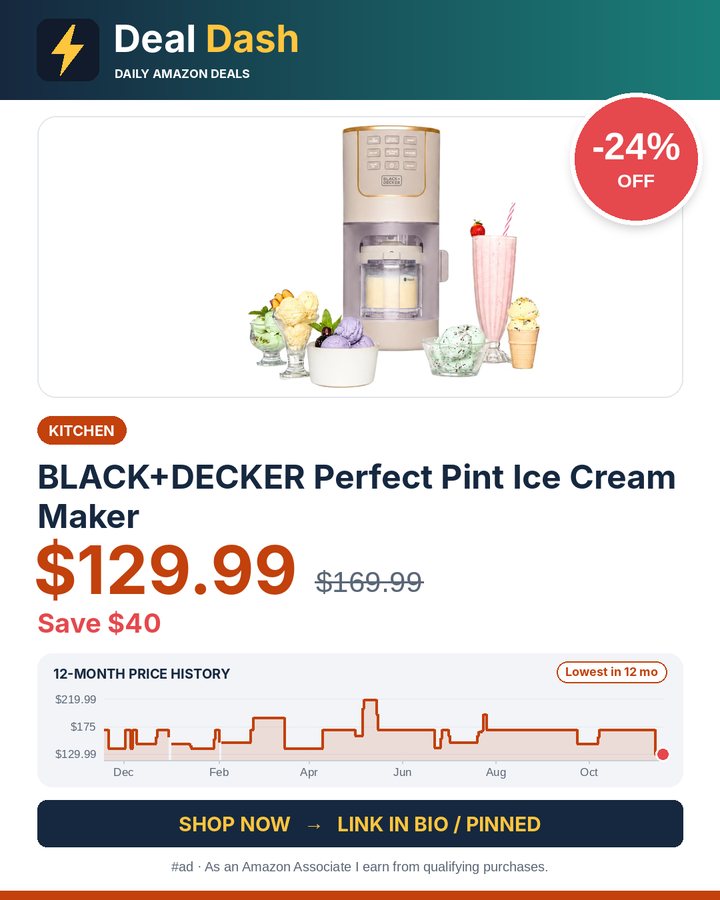 Deal Dash
DAILY AMAZON DEALS
-24%
OFF
BLACK+
DECKER
KITCHEN
BLACK+DECKER Perfect Pint Ice Cream
Maker
$129.99 $169.99
Save $40
12-MONTH PRICE HISTORY
Lowest in 12 mo
$219.99
$175
$129.99
Dec Feb Apr Jun Aug Oct
SHOP NOW → LINK IN BIO / PINNED
#ad · As an Amazon Associate I earn from qualifying purchases.